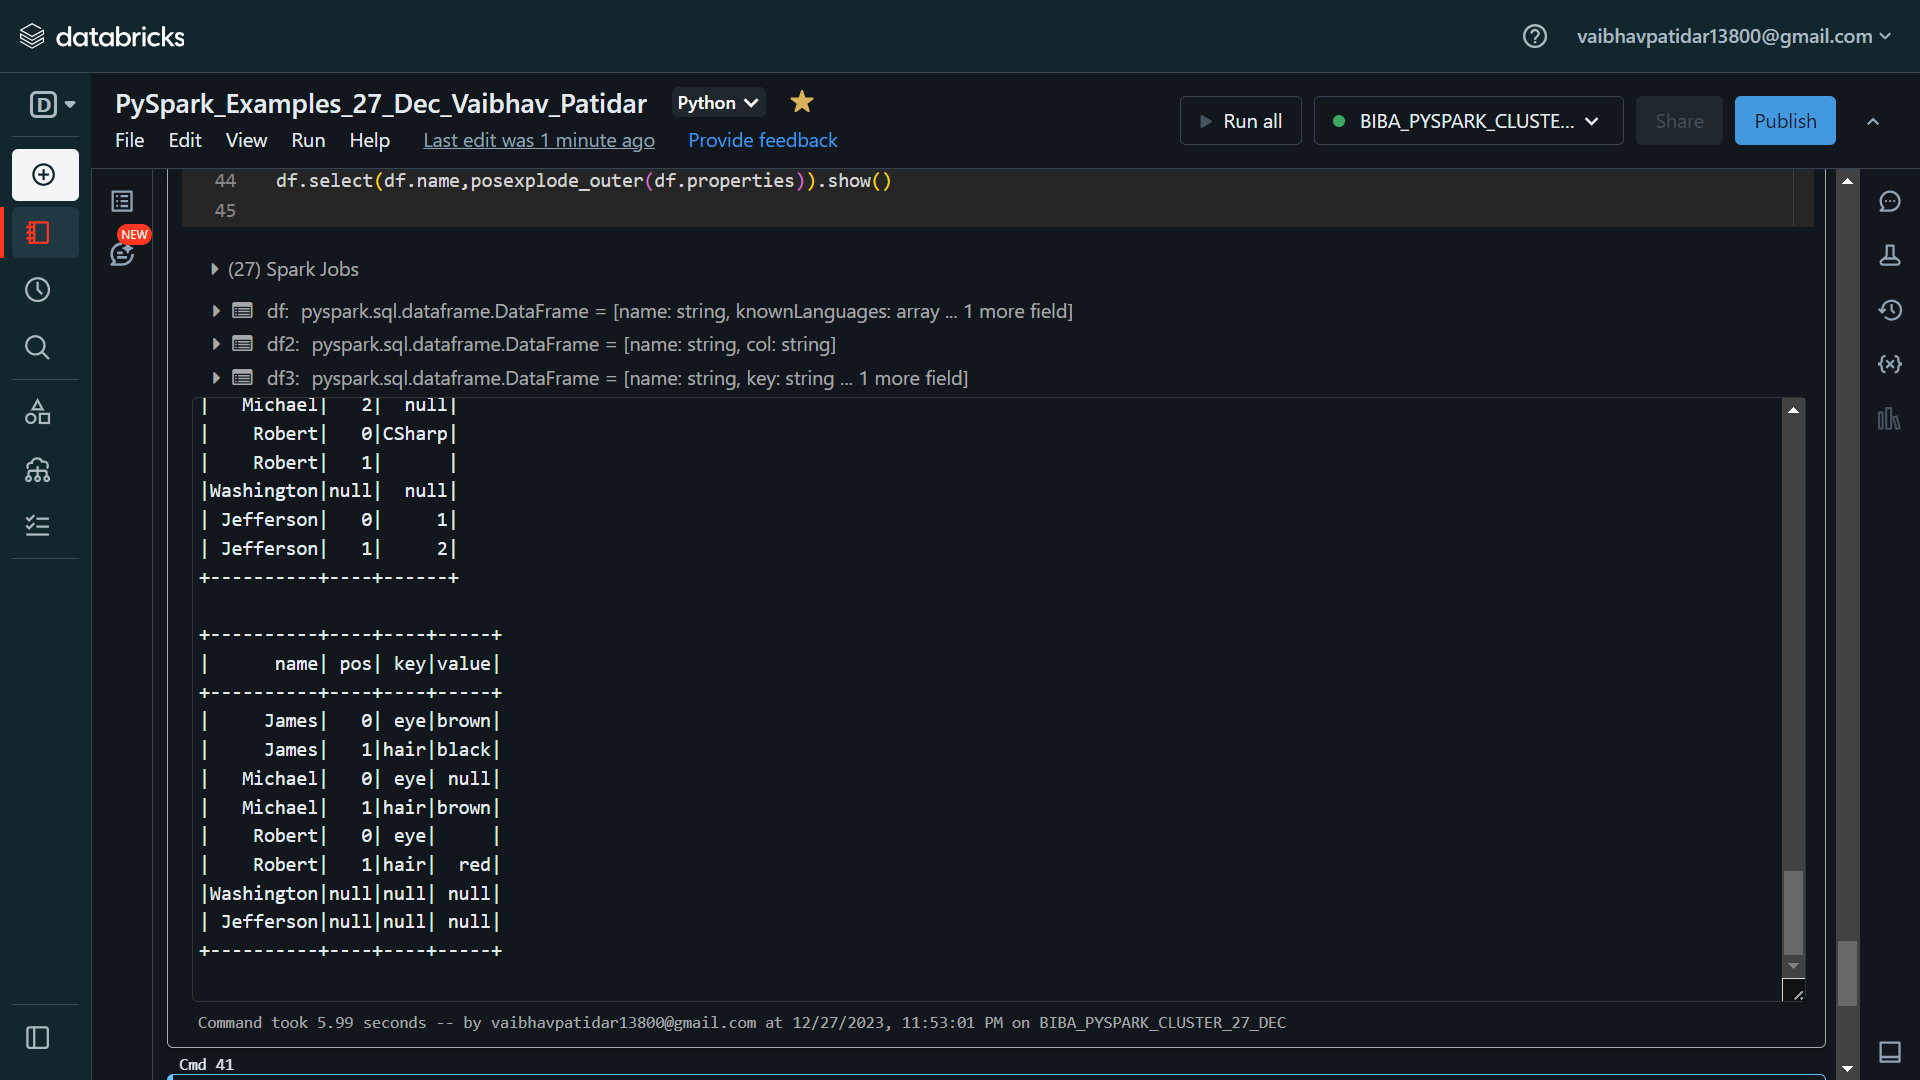 databricks
vaibhavpatidar13800@gmail.com
D
PySpark_Examples_27_Dec_Vaibhav_Patidar
Python
File Edit View Run Help Last edit was 1 minute ago Provide feedback
Run all
BIBA_PYSPARK_CLUSTE...
Share
Publish
NEW
44 df.select(df.name,posexplode_outer(df.properties)).show()
45
(27) Spark Jobs
df: pyspark.sql.dataframe.DataFrame = [name: string, knownLanguages: array ... 1 more field]
df2: pyspark.sql.dataframe.DataFrame = [name: string, col: string]
df3: pyspark.sql.dataframe.DataFrame = [name: string, key: string ... 1 more field]
|   Michael|   2|  null|
|    Robert|   0|CSharp|
|    Robert|   1|      |
|Washington|null|  null|
| Jefferson|   0|     1|
| Jefferson|   1|     2|
+----------+----+------+
+----------+----+----+-----+
|      name| pos| key|value|
+----------+----+----+-----+
|     James|   0| eye|brown|
|     James|   1|hair|black|
|   Michael|   0| eye| null|
|   Michael|   1|hair|brown|
|    Robert|   0| eye|     |
|    Robert|   1|hair|  red|
|Washington|null|null| null|
| Jefferson|null|null| null|
+----------+----+----+-----+
Command took 5.99 seconds -- by vaibhavpatidar13800@gmail.com at 12/27/2023, 11:53:01 PM on BIBA_PYSPARK_CLUSTER_27_DEC
Cmd 41